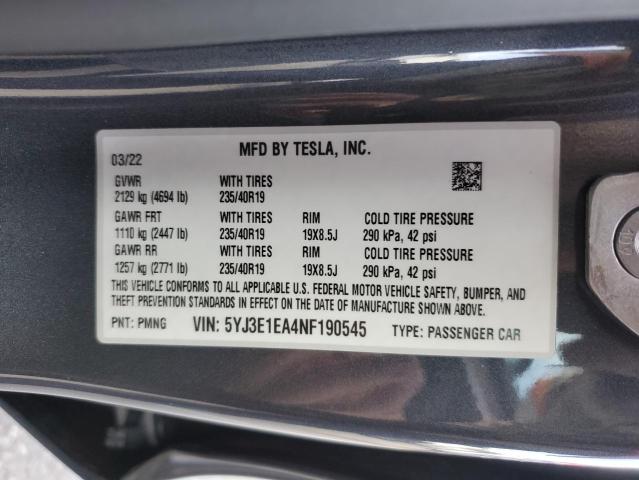 MFD BY TESLA, INC.
03/22
GVWR WITH TIRES
2129 kg (4694 lb) 235/40R19
GAWR FRT WITH TIRES RIM COLD TIRE PRESSURE
1110 kg (2447 lb) 235/40R19 19X8.5J 290 kPa, 42 psi
GAWR RR WITH TIRES RIM COLD TIRE PRESSURE
1257 kg (2771 lb) 235/40R19 19X8.5J 290 kPa, 42 psi
THIS VEHICLE CONFORMS TO ALL APPLICABLE U.S. FEDERAL MOTOR VEHICLE SAFETY, BUMPER, AND
THEFT PREVENTION STANDARDS IN EFFECT ON THE DATE OF MANUFACTURE SHOWN ABOVE.
PNT: PMNG VIN: 5YJ3E1EA4NF190545 TYPE: PASSENGER CAR